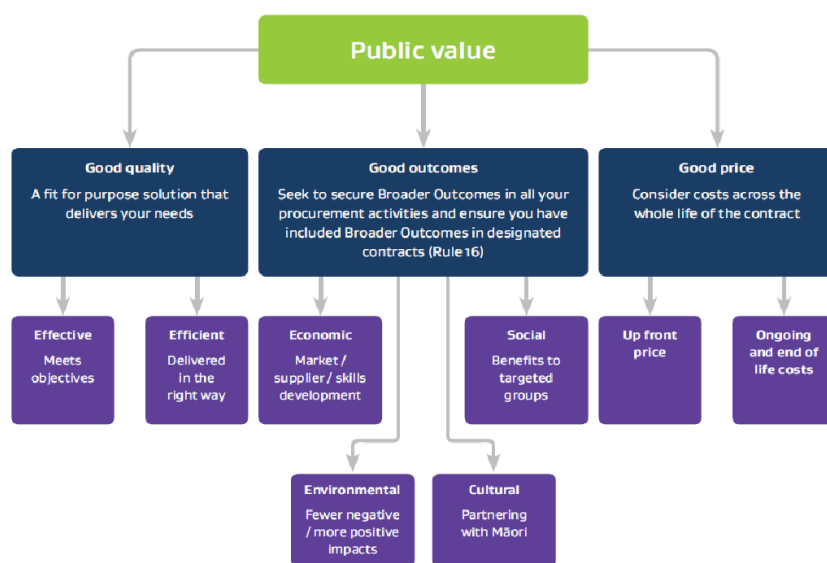 Public value
Good quality
A fit for purpose solution that
delivers your needs
Good outcomes
Seek to secure Broader Outcomes in all your
procurement activities and ensure you have
included Broader Outcomes in designated
contracts (Rule 16)
Good price
Consider costs across the
whole life of the contract
Effective
Meets
objectives
Efficient
Delivered
in the
right way
Economic
Market /
supplier / skills
development
Social
Benefits to
targeted
groups
Up front
price
Ongoing
and end of
life costs
Environmental
Fewer negative
/ more positive
impacts
Cultural
Partnering
with Māori